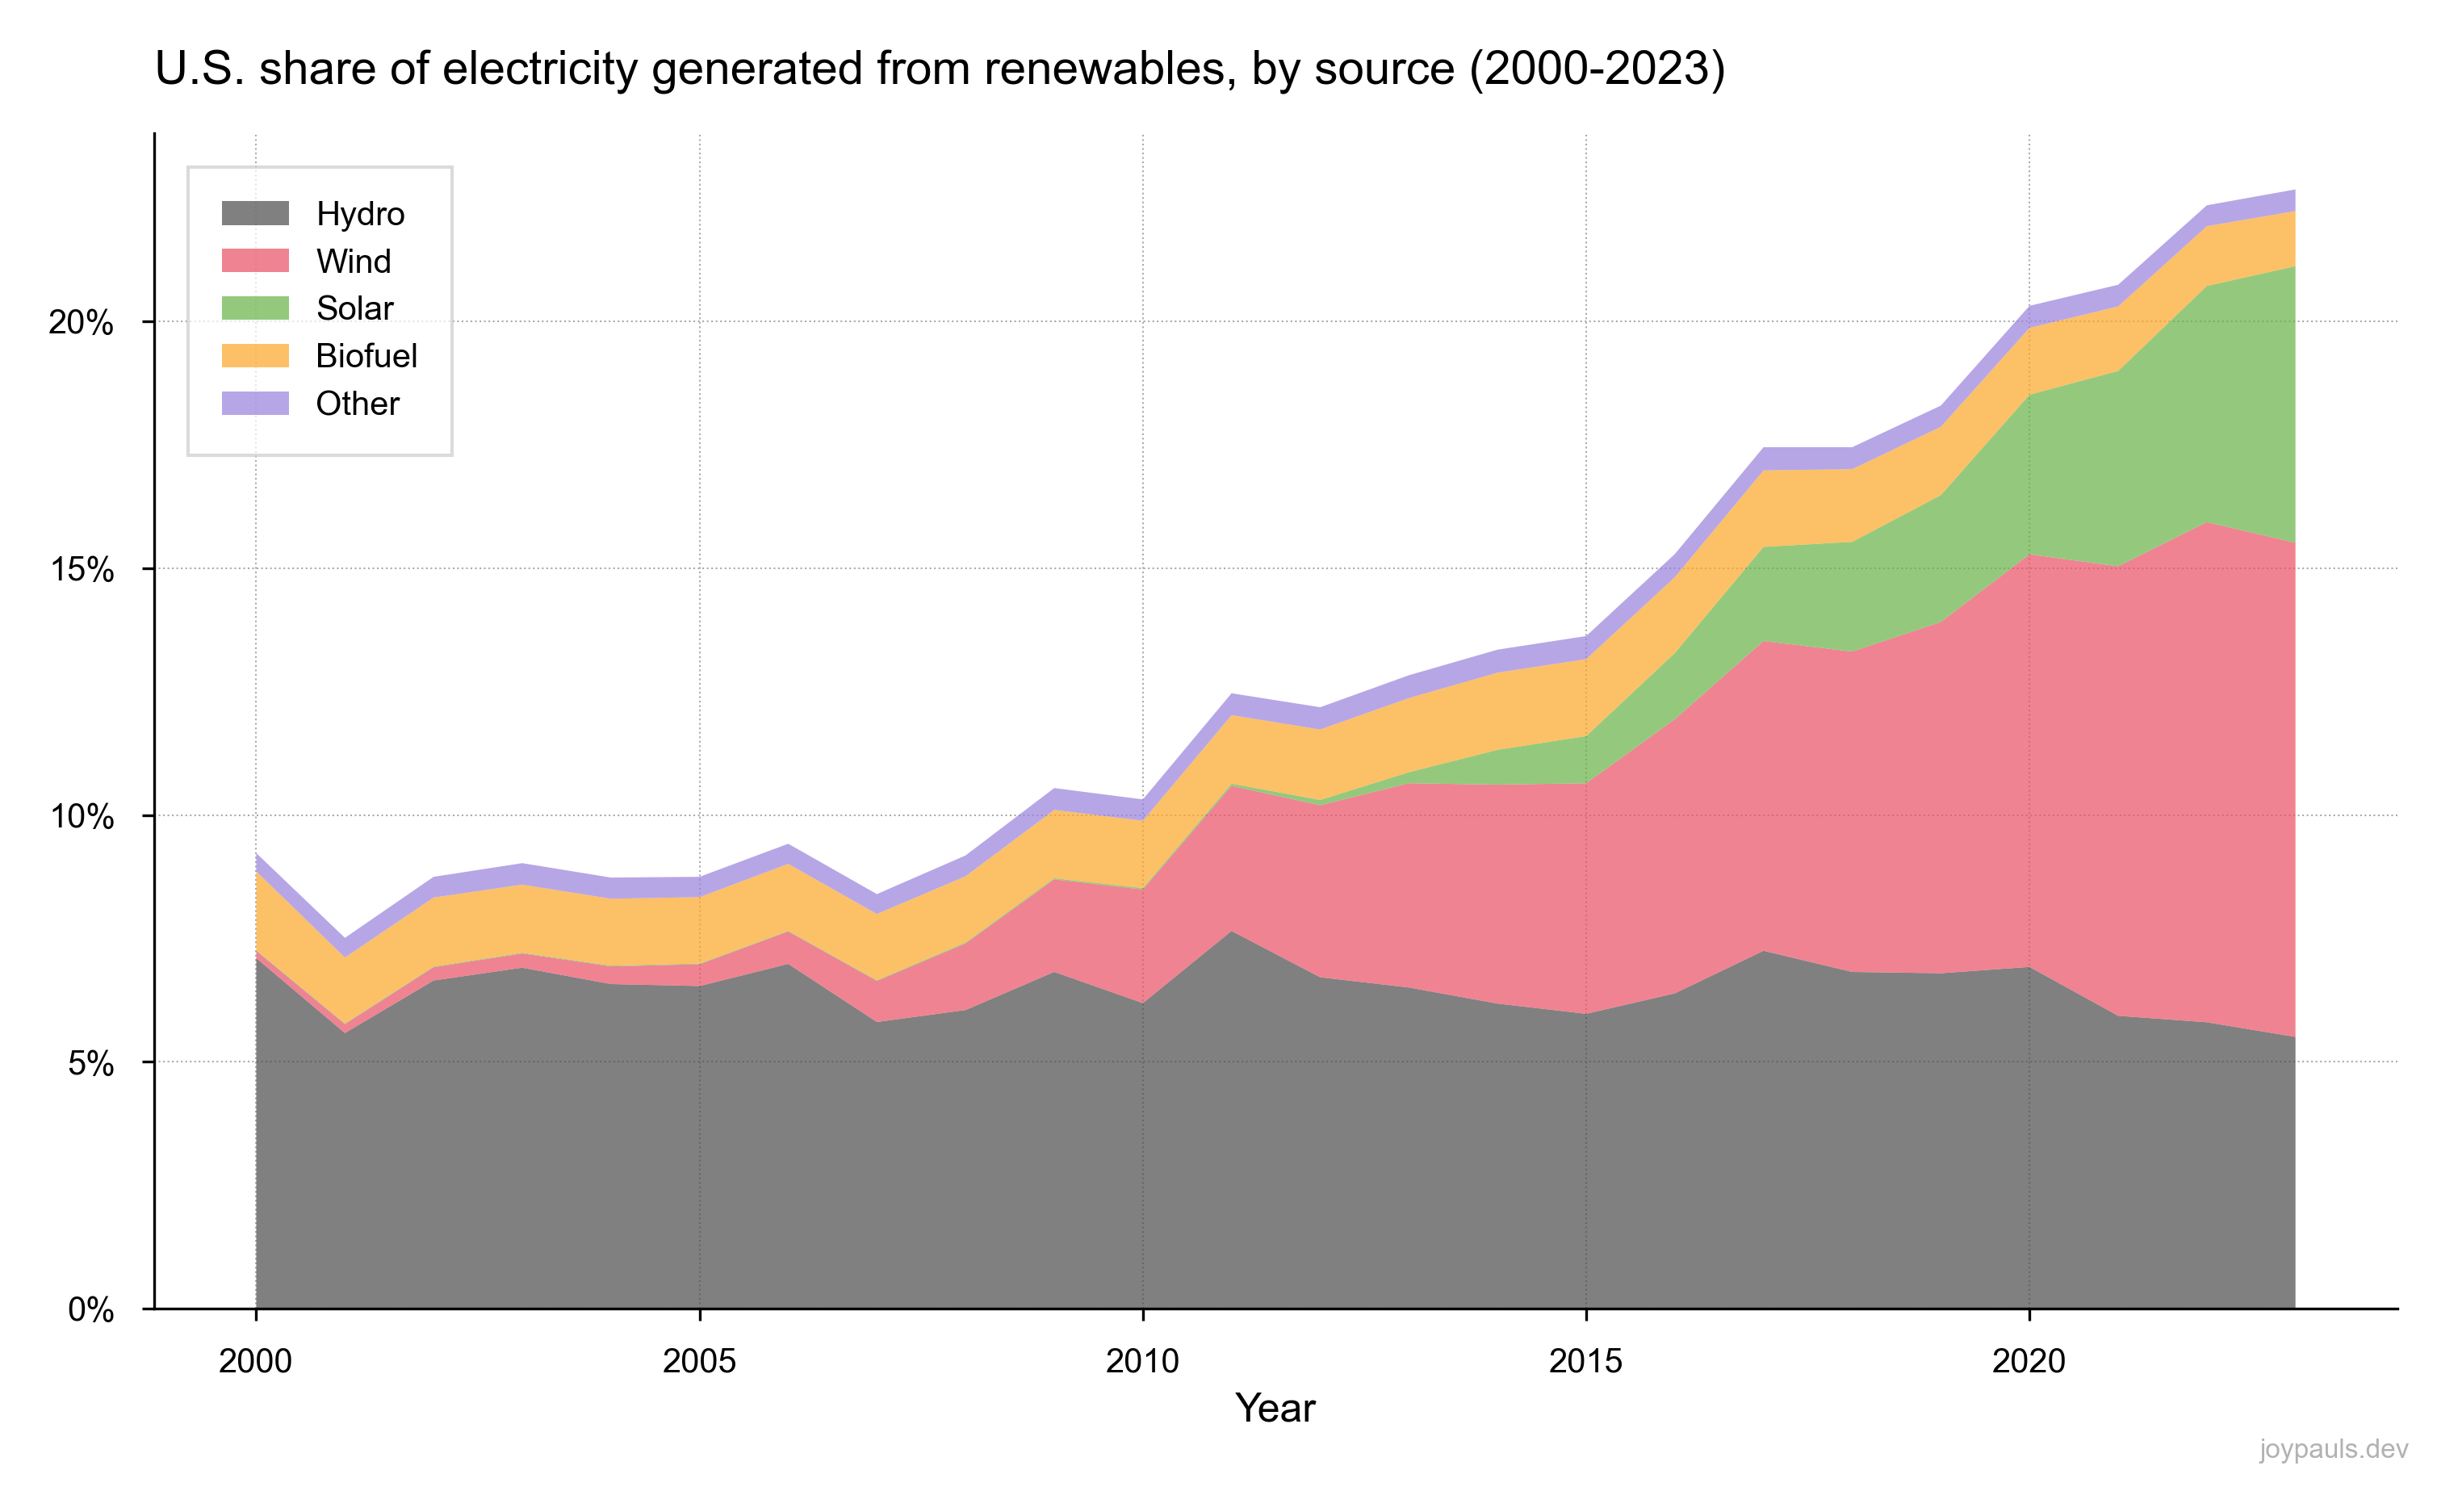 U.S. share of electricity generated from renewables, by source (2000-2023)
Hydro
Wind
Solar
Biofuel
Other
20%
15%
10%
5%
0%
2000 2005 2010 2015 2020
Year
joypauls.dev